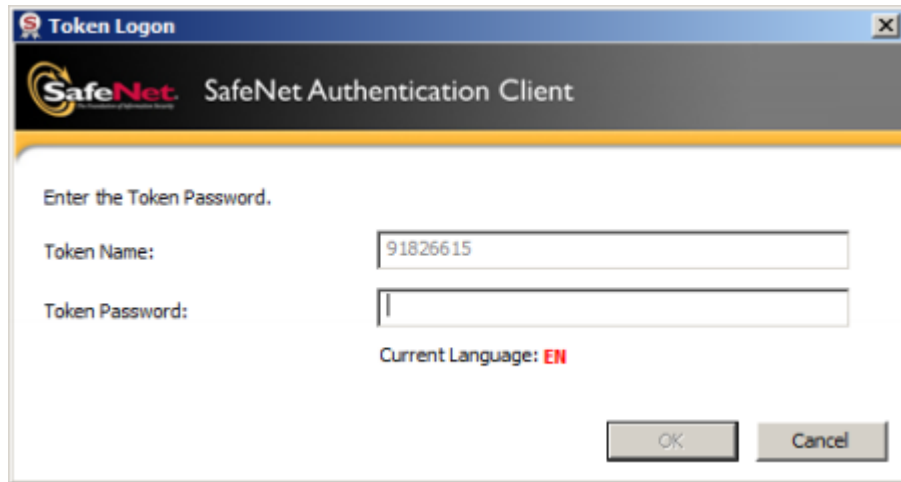 Token Logon
SafeNet. SafeNet Authentication Client
Enter the Token Password.
Token Name: 91826615
Token Password:
Current Language: EN
OK Cancel